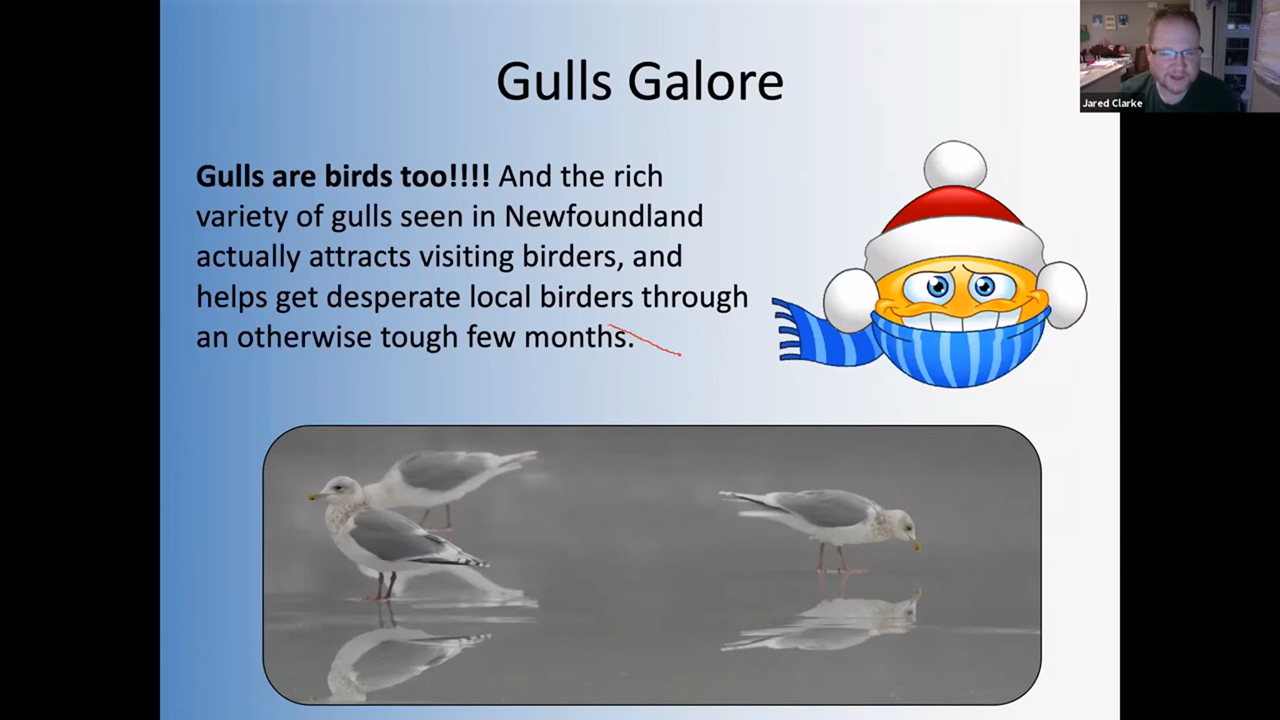 Gulls Galore
Jared Clarke
Gulls are birds too!!!! And the rich
variety of gulls seen in Newfoundland
actually attracts visiting birders, and
helps get desperate local birders through
an otherwise tough few months.